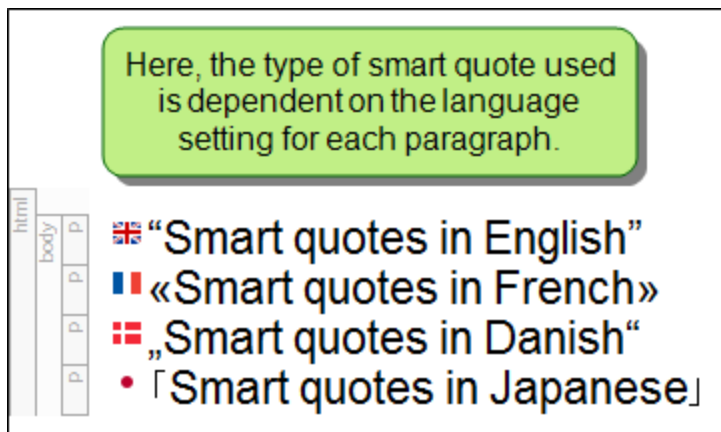 Here, the type of smart quote used
is dependent on the language
setting for each paragraph.
html
body
p
p
p
p
“Smart quotes in English”
«Smart quotes in French»
„Smart quotes in Danish“
「Smart quotes in Japanese」